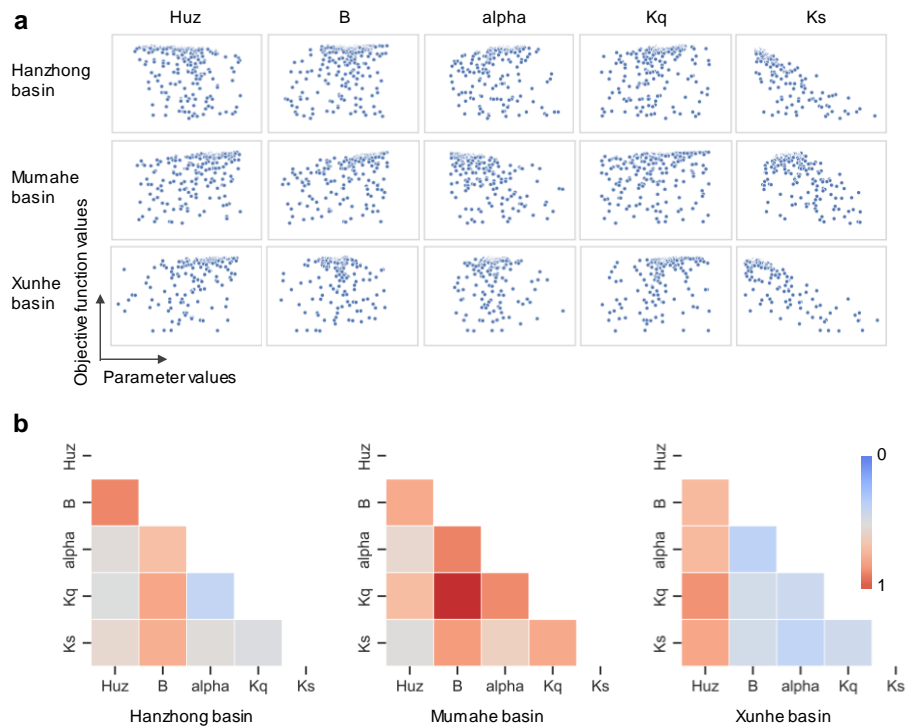 a
Huz B alpha Kq Ks
Hanzhong
basin
Mumahe
basin
Xunhe
basin
Objective function values
Parameter values
b
Huz
B
alpha
Kq
Ks
Huz B alpha Kq Ks
Hanzhong basin
Huz
B
alpha
Kq
Ks
Huz B alpha Kq Ks
Mumahe basin
Huz
B
alpha
Kq
Ks
Huz B alpha Kq Ks
Xunhe basin
0
1